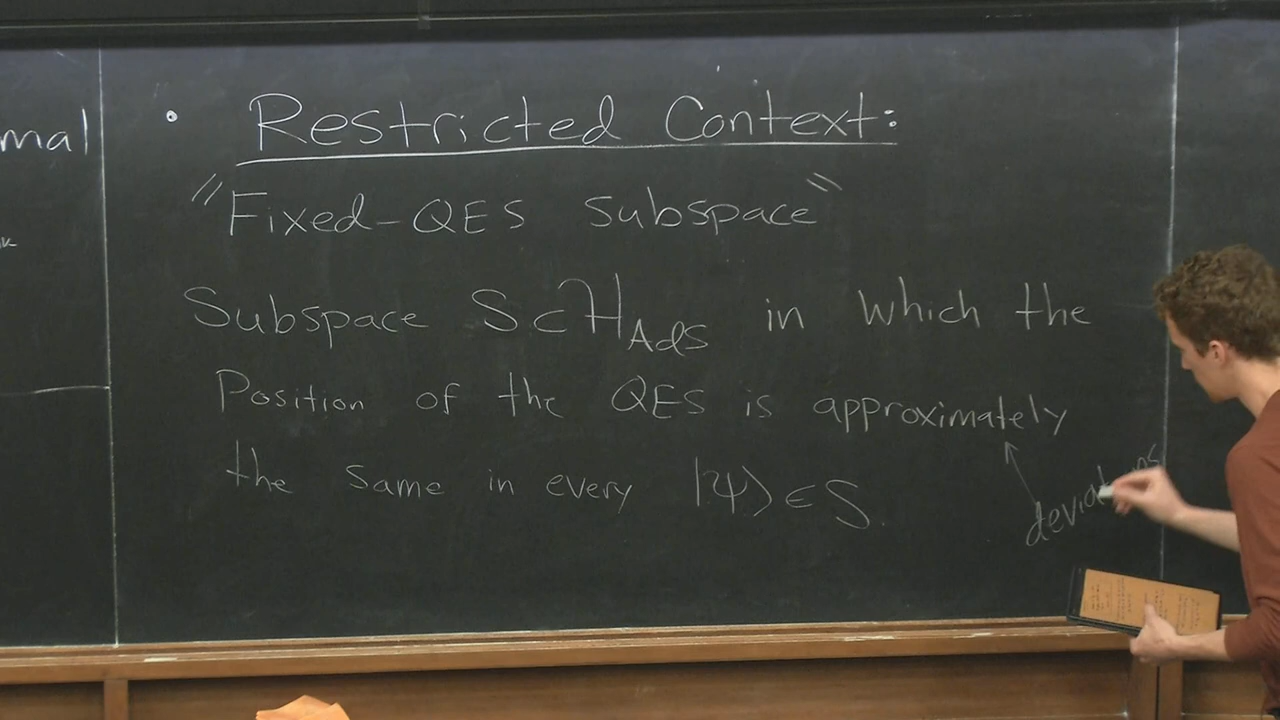 mal
• Restricted Context:
"Fixed-QES subspace"
Subspace S⊂H_AdS in which the
Position of the QES is approximately
the same in every |ψ⟩∈S.